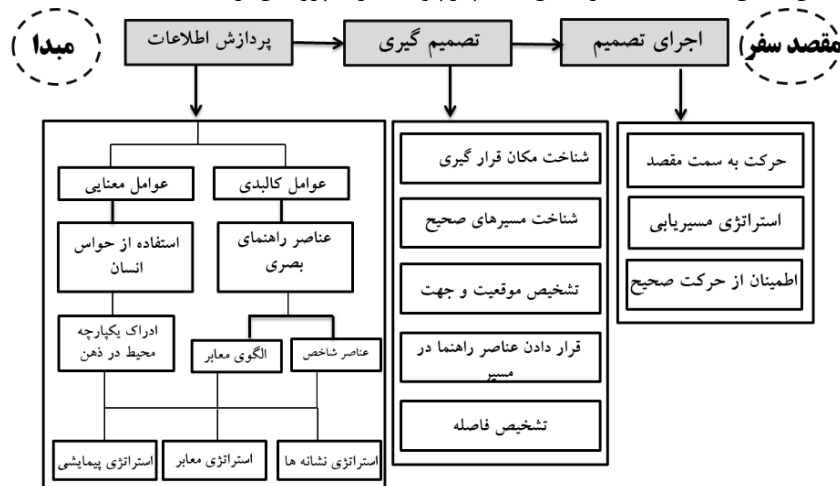 مبدا
پردازش اطلاعات
تصمیم گیری
اجرای تصمیم
مقصد سفر
عوامل کالبدی
عوامل معنایی
عناصر راهنمای
بصری
استفاده از حواس
انسان
عناصر شاخص
الگوی معابر
ادراک یکپارچه
محیط در ذهن
استراتژی نشانه ها
استراتژی معابر
استراتژی پیمایشی
شناخت مکان قرار گیری
شناخت مسیرهای صحیح
تشخیص موقعیت و جهت
قرار دادن عناصر راهنما در
مسیر
تشخیص فاصله
حرکت به سمت مقصد
استراتژی مسیریابی
اطمینان از حرکت صحیح